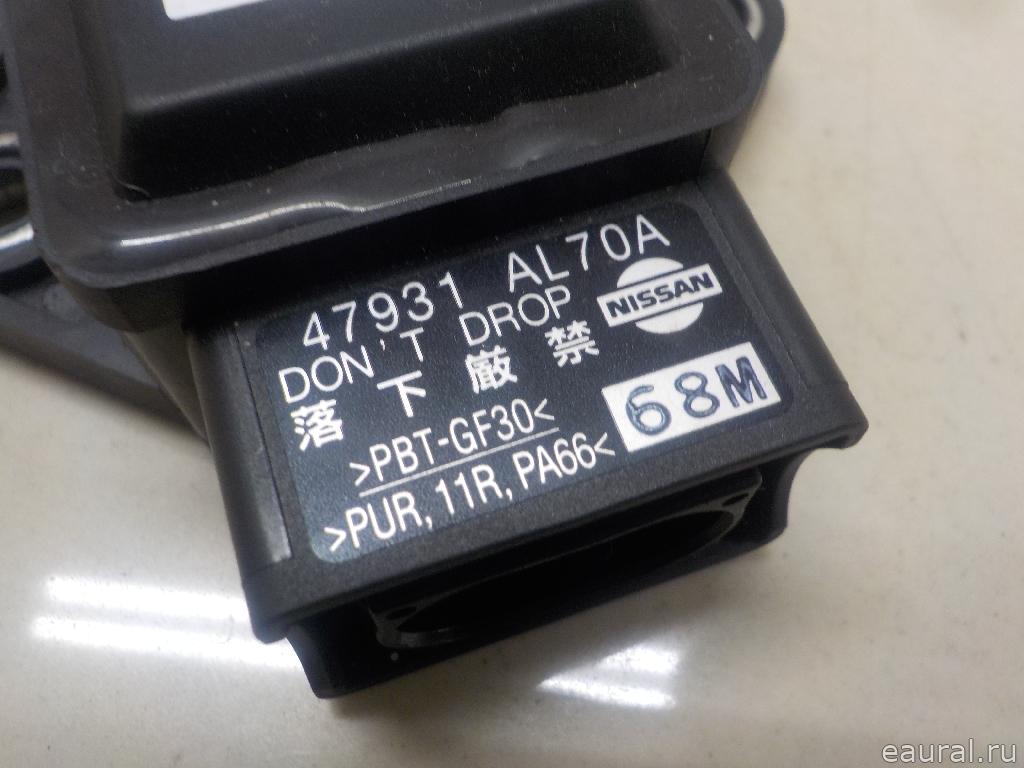 47931 AL70A
DON'T DROP
NISSAN
落下厳禁
>PBT-GF30<
68M
>PUR, 11R, PA66<
eaural.ru